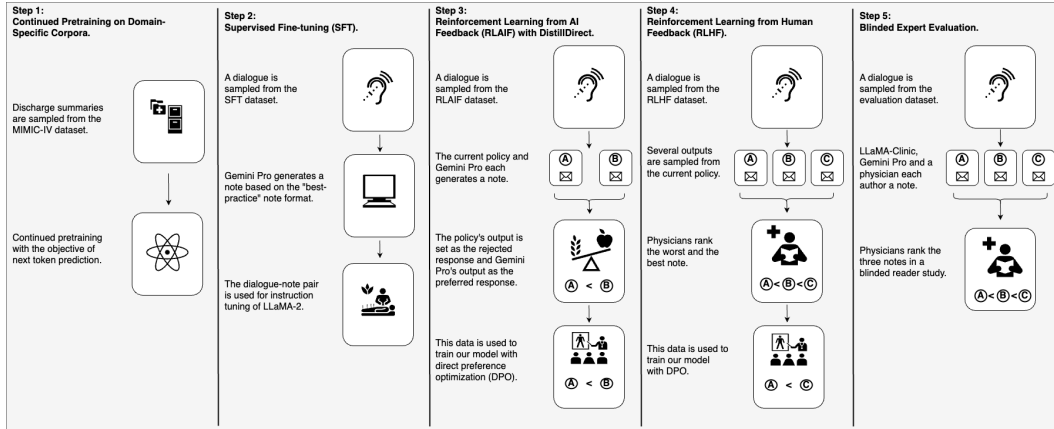 Step 1:
Continued Pretraining on Domain-
Specific Corpora.
Discharge summaries
are sampled from the
MIMIC-IV dataset.
Continued pretraining
with the objective of
next token prediction.
Step 2:
Supervised Fine-tuning (SFT).
A dialogue is
sampled from the
SFT dataset.
Gemini Pro generates a
note based on the "best-
practice" note format.
The dialogue-note pair
is used for instruction
tuning of LLaMA-2.
Step 3:
Reinforcement Learning from AI
Feedback (RLAIF) with DistillDirect.
A dialogue is
sampled from the
RLAIF dataset.
The current policy and
Gemini Pro each
generates a note.
A B
The policy's output is
set as the rejected
response and Gemini
Pro's output as the
preferred response.
A < B
This data is used to
train our model with
direct preference
optimization (DPO).
A < B
Step 4:
Reinforcement Learning from Human
Feedback (RLHF).
A dialogue is
sampled from the
RLHF dataset.
Several outputs
are sampled from
the current policy.
A B C
Physicians rank
the worst and the
best note.
A < B < C
This data is used to
train our model
with DPO.
A < C
Step 5:
Blinded Expert Evaluation.
A dialogue is
sampled from the
evaluation dataset.
LLaMA-Clinic,
Gemini Pro and a
physician each
author a note.
A B C
Physicians rank the
three notes in a
blinded reader study.
A < B < C